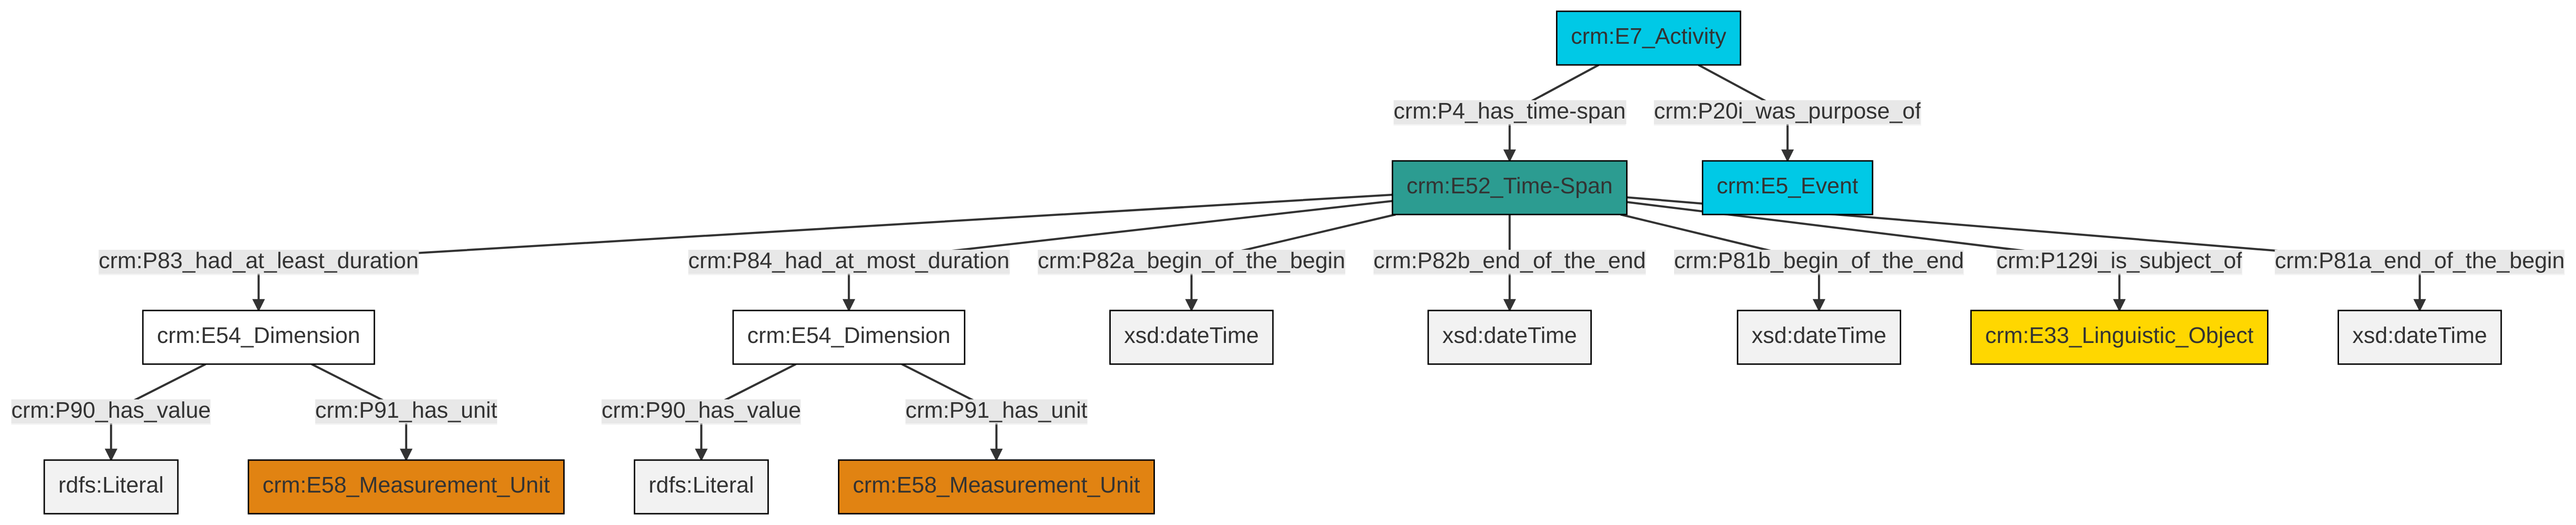 crm:E7_Activity
crm:P4_has_time-span
crm:P20i_was_purpose_of
crm:E52_Time-Span
crm:E5_Event
crm:P83_had_at_least_duration
crm:P84_had_at_most_duration
crm:P82a_begin_of_the_begin
crm:P82b_end_of_the_end
crm:P81b_begin_of_the_end
crm:P129i_is_subject_of
crm:P81a_end_of_the_begin
crm:E54_Dimension
crm:E54_Dimension
xsd:dateTime
xsd:dateTime
xsd:dateTime
crm:E33_Linguistic_Object
xsd:dateTime
crm:P90_has_value
crm:P91_has_unit
crm:P90_has_value
crm:P91_has_unit
rdfs:Literal
crm:E58_Measurement_Unit
rdfs:Literal
crm:E58_Measurement_Unit